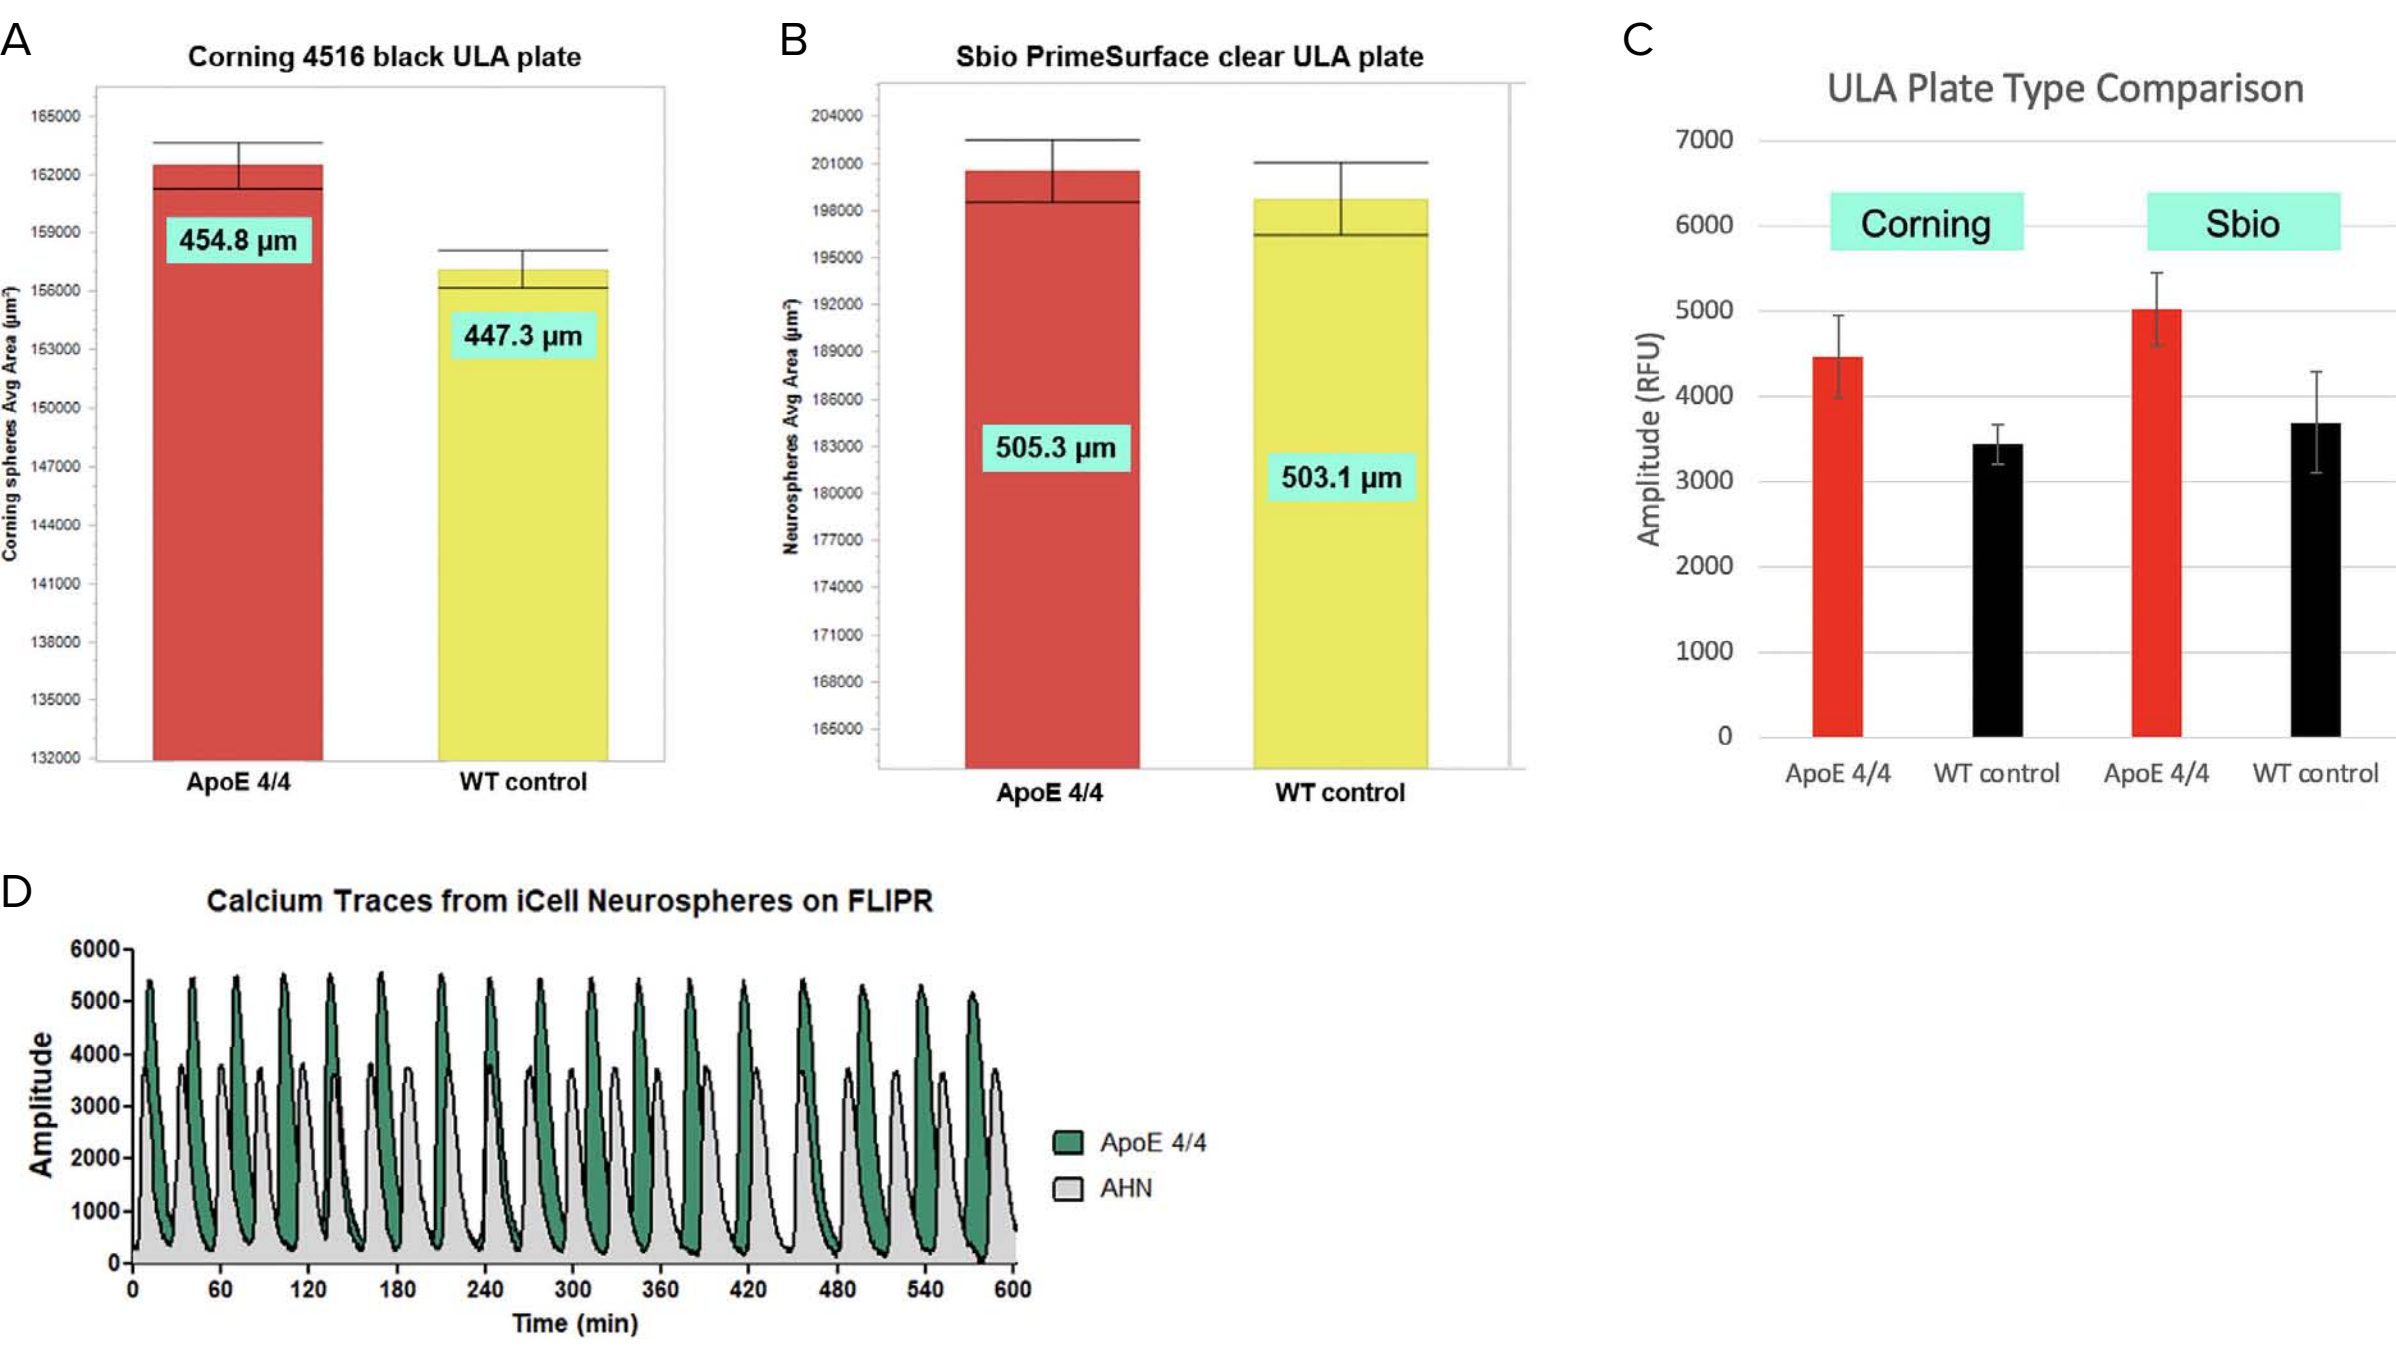 A
Corning 4516 black ULA plate
Corning spheres Avg Area (µm²)
165000
162000
159000
156000
153000
150000
147000
144000
141000
138000
135000
132000
454.8 µm
447.3 µm
ApoE 4/4
WT control
B
Sbio PrimeSurface clear ULA plate
Neurospheres Avg Area (µm²)
204000
201000
198000
195000
192000
189000
186000
183000
180000
177000
174000
171000
168000
165000
505.3 µm
503.1 µm
ApoE 4/4
WT control
C
ULA Plate Type Comparison
Amplitude (RFU)
7000
6000
5000
4000
3000
2000
1000
0
Corning
Sbio
ApoE 4/4
WT control
ApoE 4/4
WT control
D
Calcium Traces from iCell Neurospheres on FLIPR
Amplitude
6000
5000
4000
3000
2000
1000
0
0 60 120 180 240 300 360 420 480 540 600
Time (min)
ApoE 4/4
AHN